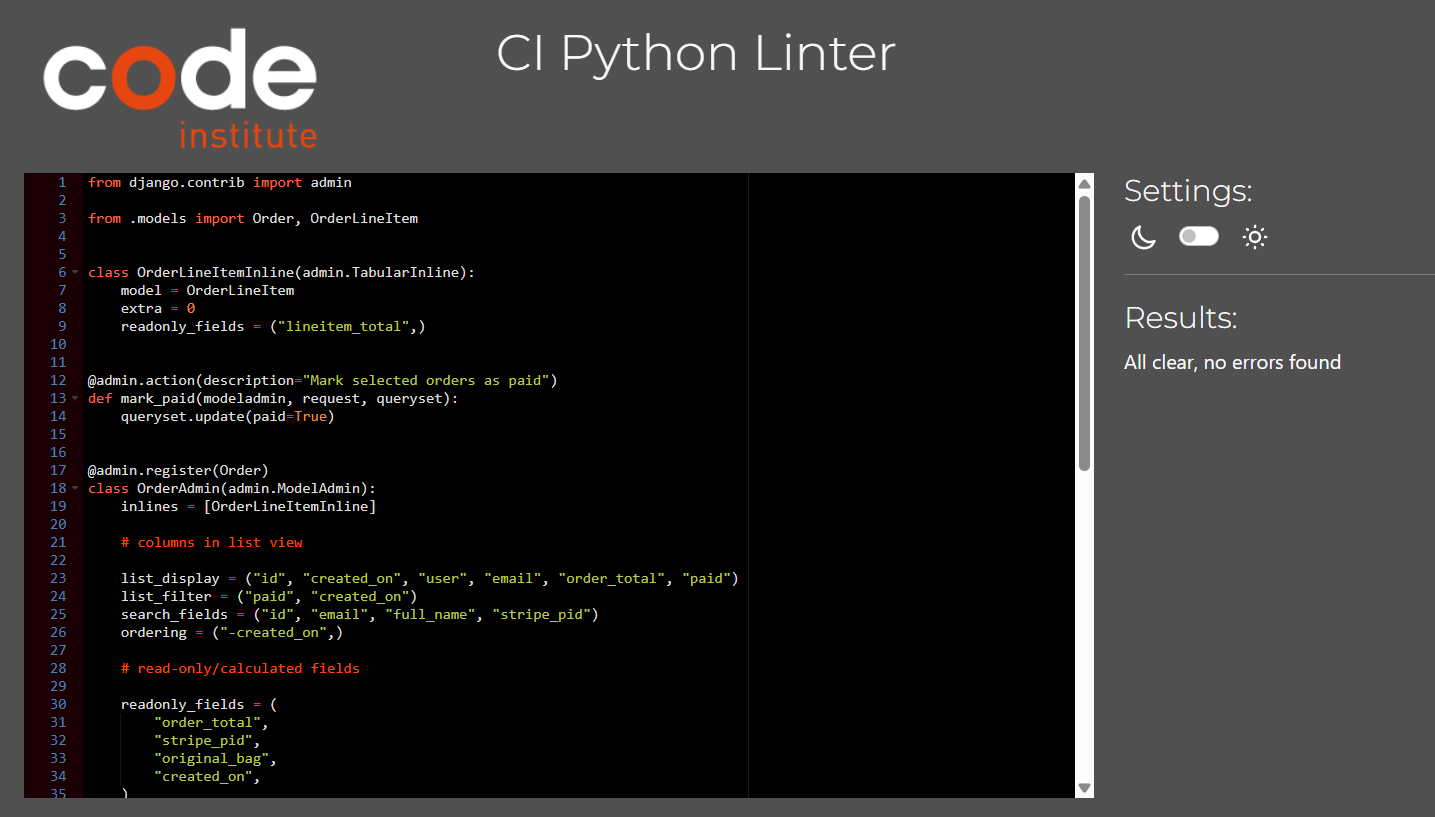 code
institute
CI Python Linter
1 from django.contrib import admin
2
3 from .models import Order, OrderLineItem
4
5
6 class OrderLineItemInline(admin.TabularInline):
7     model = OrderLineItem
8     extra = 0
9     readonly_fields = ("lineitem_total",)
10
11
12 @admin.action(description="Mark selected orders as paid")
13 def mark_paid(modeladmin, request, queryset):
14     queryset.update(paid=True)
15
16
17 @admin.register(Order)
18 class OrderAdmin(admin.ModelAdmin):
19     inlines = [OrderLineItemInline]
20
21     # columns in list view
22
23     list_display = ("id", "created_on", "user", "email", "order_total", "paid")
24     list_filter = ("paid", "created_on")
25     search_fields = ("id", "email", "full_name", "stripe_pid")
26     ordering = ("-created_on",)
27
28     # read-only/calculated fields
29
30     readonly_fields = (
31         "order_total",
32         "stripe_pid",
33         "original_bag",
34         "created_on",
35     )
Settings:
Results:
All clear, no errors found